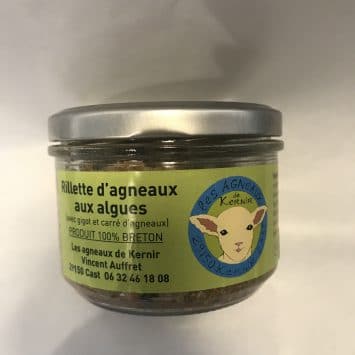 Rillette d'agneaux
aux algues
(avec gigot et carré d'agneaux)
PRODUIT 100% BRETON
Les agneaux de Kernir
Vincent Auffret
29150 Cast 06 32 46 18 08
LES AGNEAUX
de
Kernir
29150